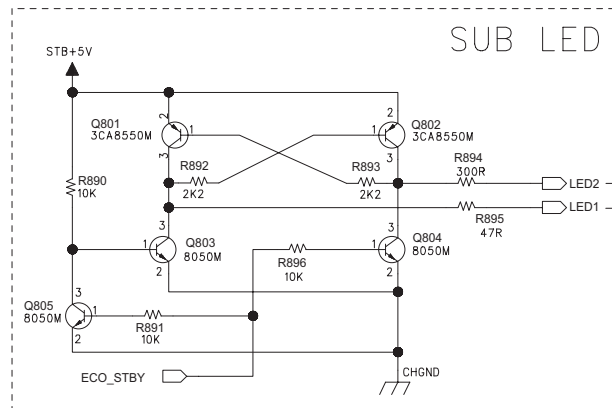 SUB LED
STB+5V
2
2
Q801
3CA8550M
1
1
Q802
3CA8550M
3
3
R892
2K2
R893
2K2
R894
300R
LED2
R890
10K
LED1
R895
47R
3
3
1
Q803
8050M
2
R896
10K
1
Q804
8050M
2
3
Q805
8050M
1
2
R891
10K
ECO_STBY
CHGND